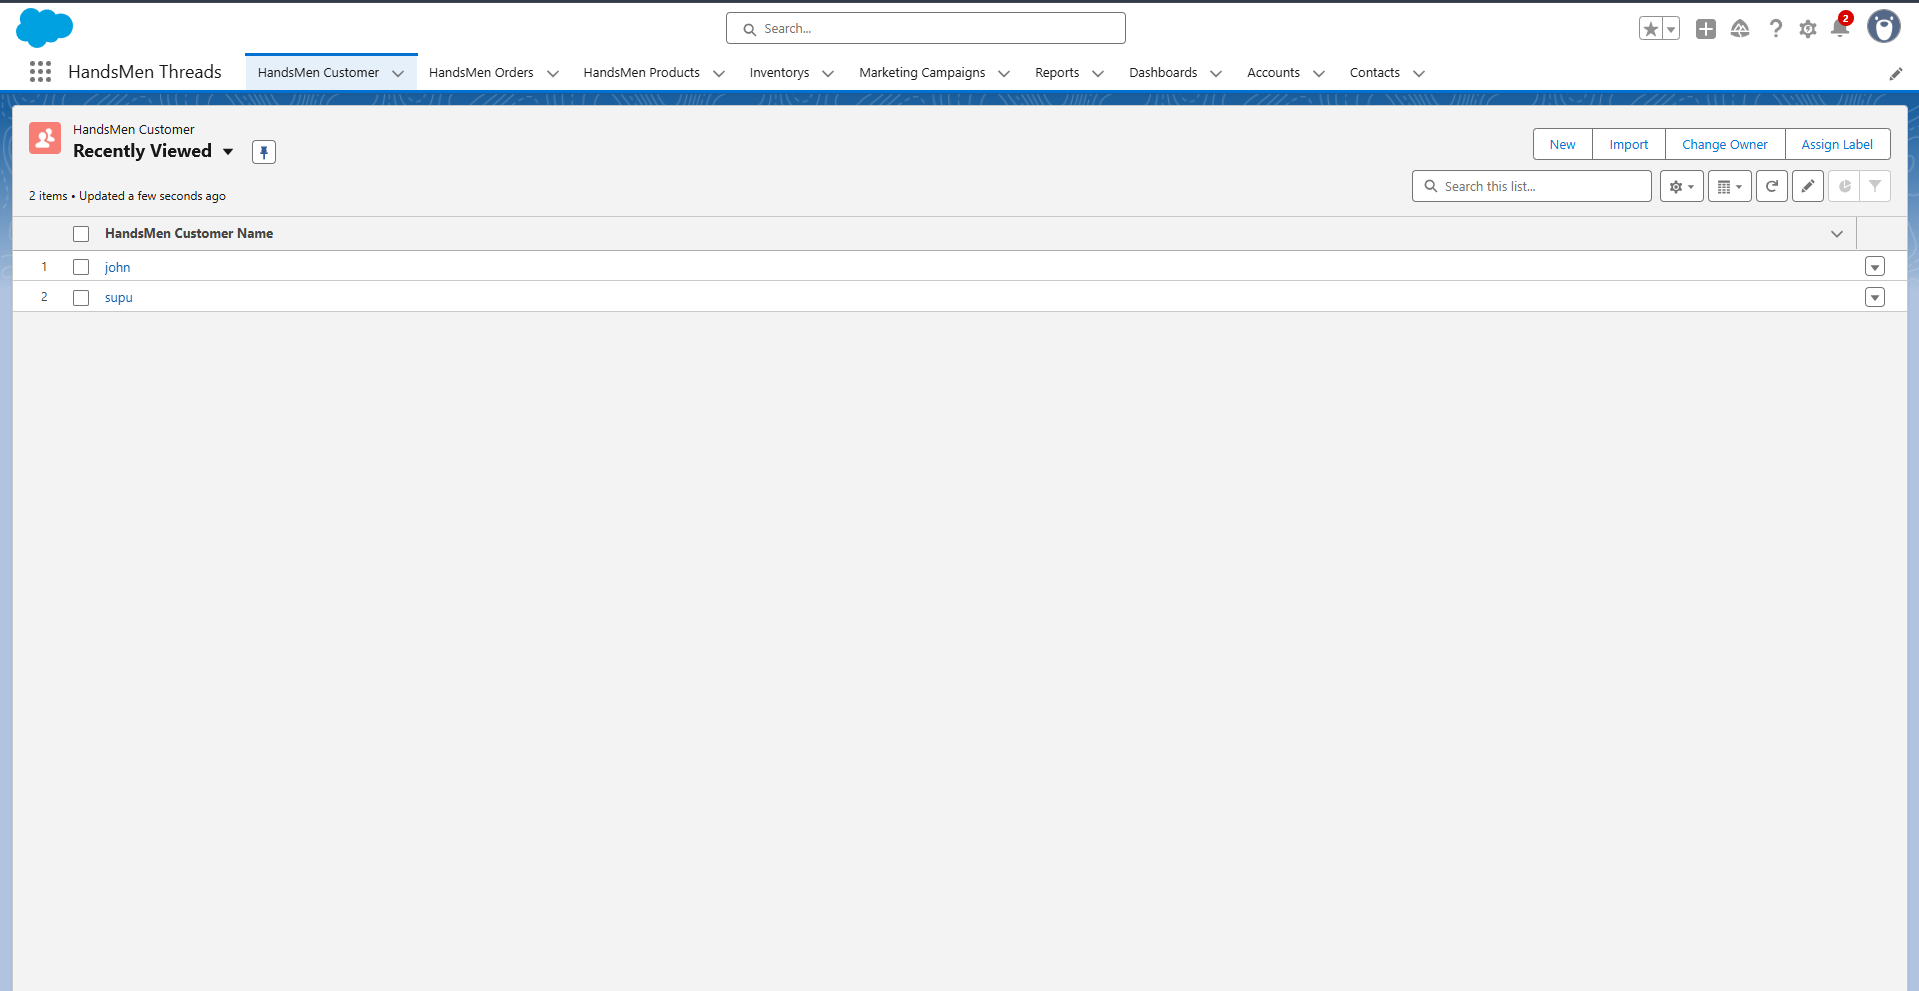 Search...
2
HandsMen Threads
HandsMen Customer
HandsMen Orders
HandsMen Products
Inventorys
Marketing Campaigns
Reports
Dashboards
Accounts
Contacts
HandsMen Customer
Recently Viewed
New
Import
Change Owner
Assign Label
2 items • Updated a few seconds ago
Search this list...
HandsMen Customer Name
1 john
2 supu